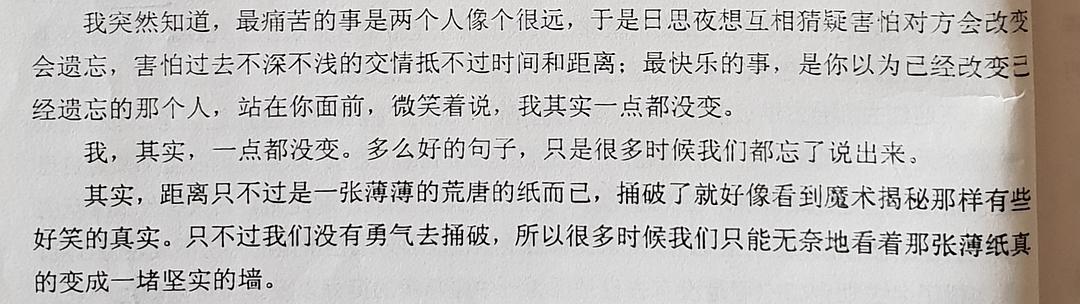 我突然知道，最痛苦的事是两个人像个很远，于是日思夜想互相猜疑害怕对方会改变
会遗忘，害怕过去不深不浅的交情抵不过时间和距离；最快乐的事，是你以为已经改变已
经遗忘的那个人，站在你面前，微笑着说，我其实一点都没变。
我，其实，一点都没变。多么好的句子，只是很多时候我们都忘了说出来。
其实，距离只不过是一张薄薄的荒唐的纸而已，捅破了就好像看到魔术揭秘那样有些
好笑的真实。只不过我们没有勇气去捅破，所以很多时候我们只能无奈地看着那张薄纸真
的变成一堵坚实的墙。